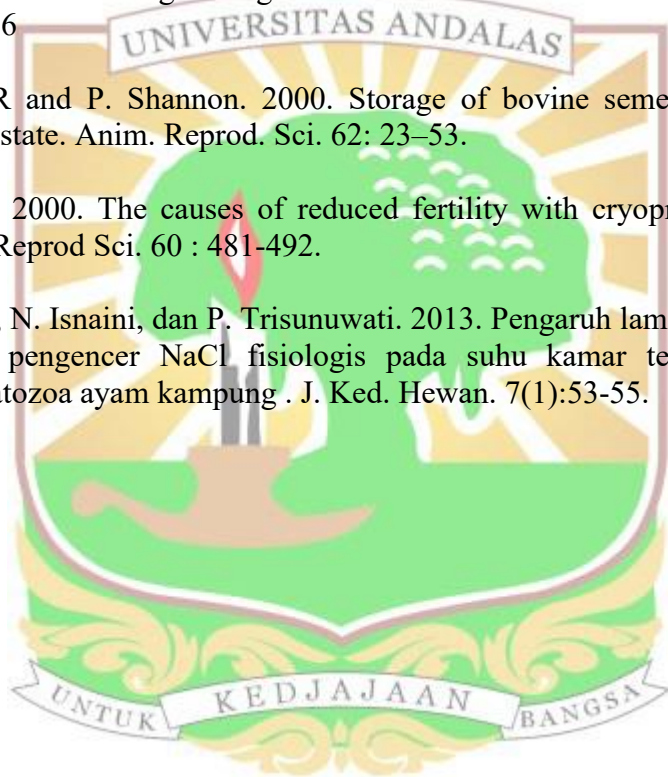 6
UNIVERSITAS ANDALAS
R and P. Shannon. 2000. Storage of bovine seme
state. Anim. Reprod. Sci. 62: 23–53.
2000. The causes of reduced fertility with cryopr
Reprod Sci. 60 : 481-492.
, N. Isnaini, dan P. Trisunuwati. 2013. Pengaruh lam
pengencer NaCl fisiologis pada suhu kamar te
atozoa ayam kampung . J. Ked. Hewan. 7(1):53-55.
UNTUK KEDJAJAAN BANGSA